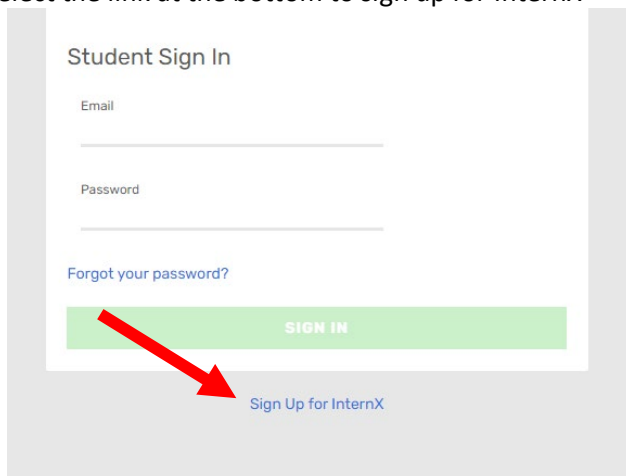 elect the link at the bottom to sign up for InternX
Student Sign In
Email
Password
Forgot your password?
SIGN IN
Sign Up for InternX